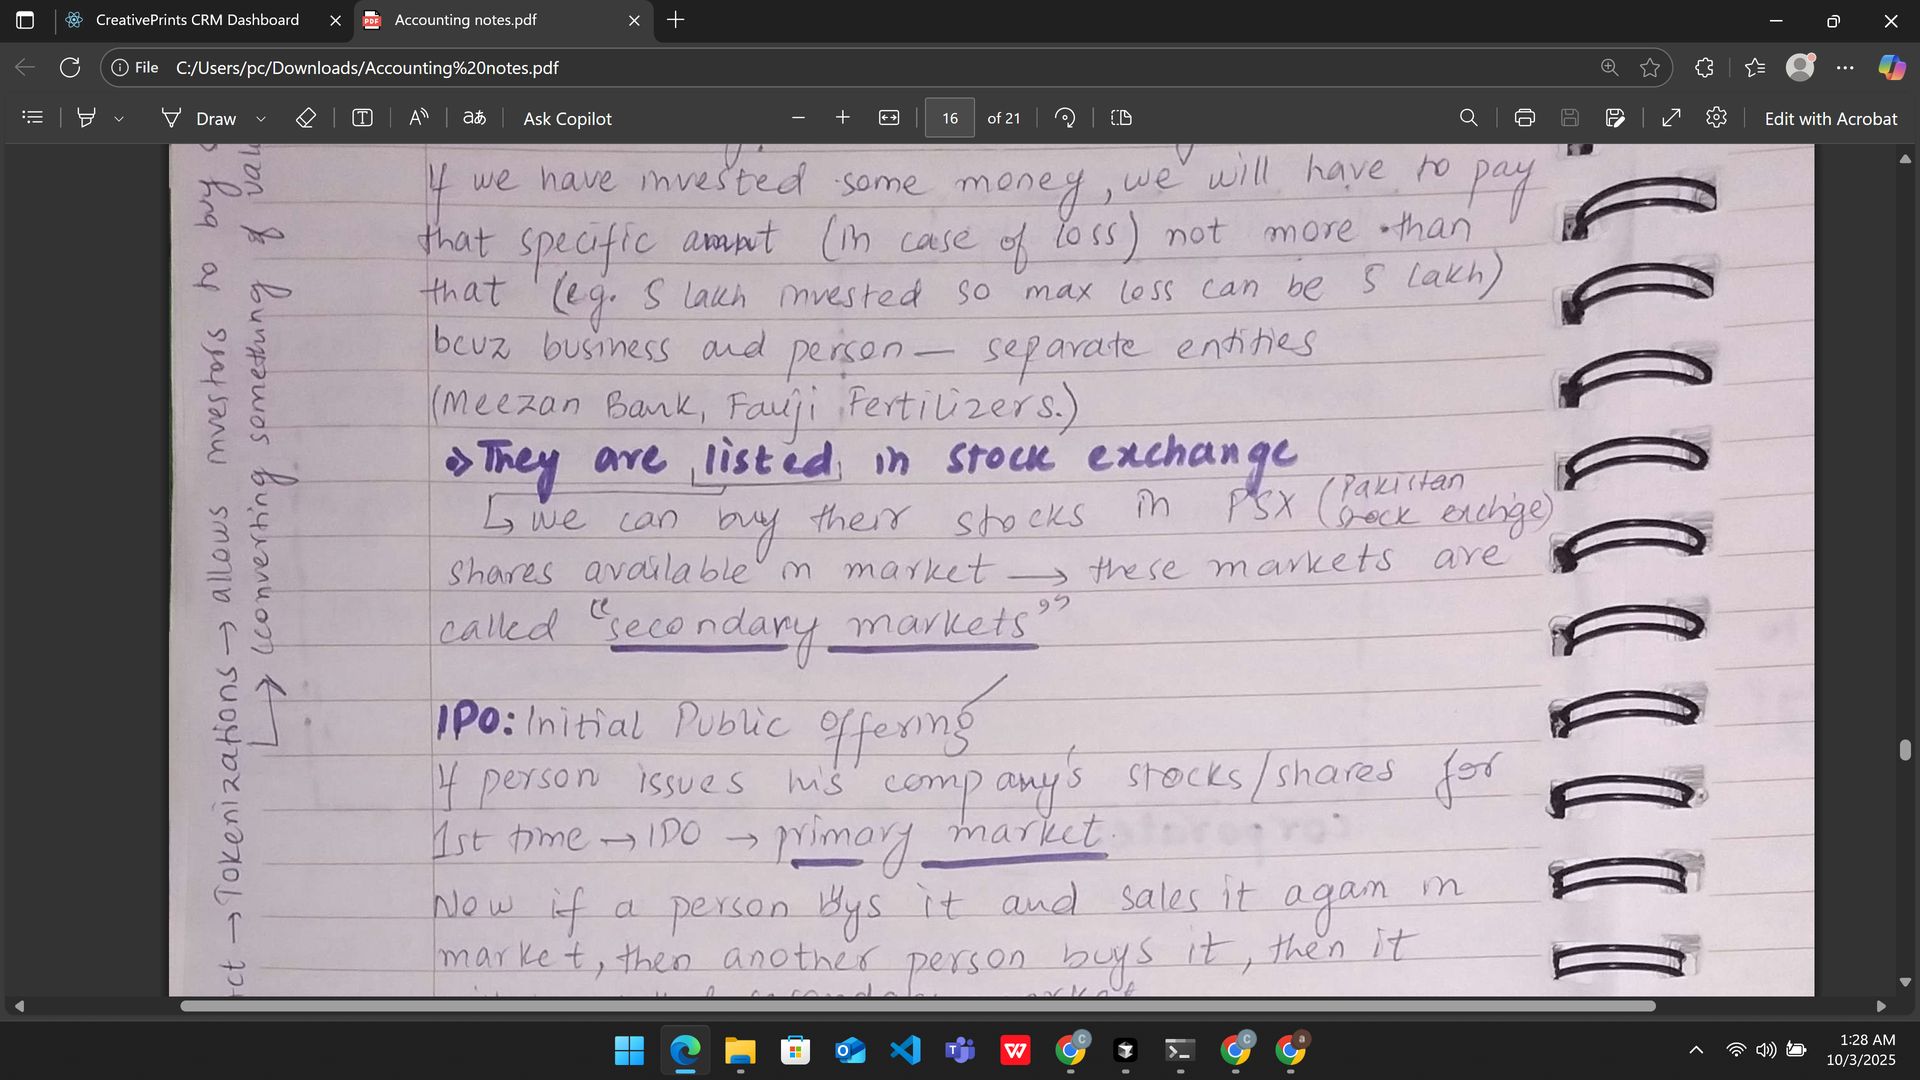 CreativePrints CRM Dashboard
Accounting notes.pdf
File C:/Users/pc/Downloads/Accounting%20notes.pdf
Draw
Ask Copilot
16 of 21
Edit with Acrobat
If we have invested some money, we will have to pay
that specific amount (in case of loss) not more than
that (eg. 5 lakh invested so max loss can be 5 lakh)
bcuz business and person — separate entities
(Meezan Bank, Fauji Fertilizers.)
They are listed in stock exchange
↳ we can buy their stocks in PSX (Pakistan
stock exchnge)
shares available in market → these markets are
called "secondary markets"
IPO: Initial Public offering
If person issues his company's stocks/shares for
1st time → IPO → primary market.
Now if a person buys it and sales it again in
market, then another person buys it, then it
→ Tokenizations → allows investors to buy
↳ (converting something of
1:28 AM
10/3/2025